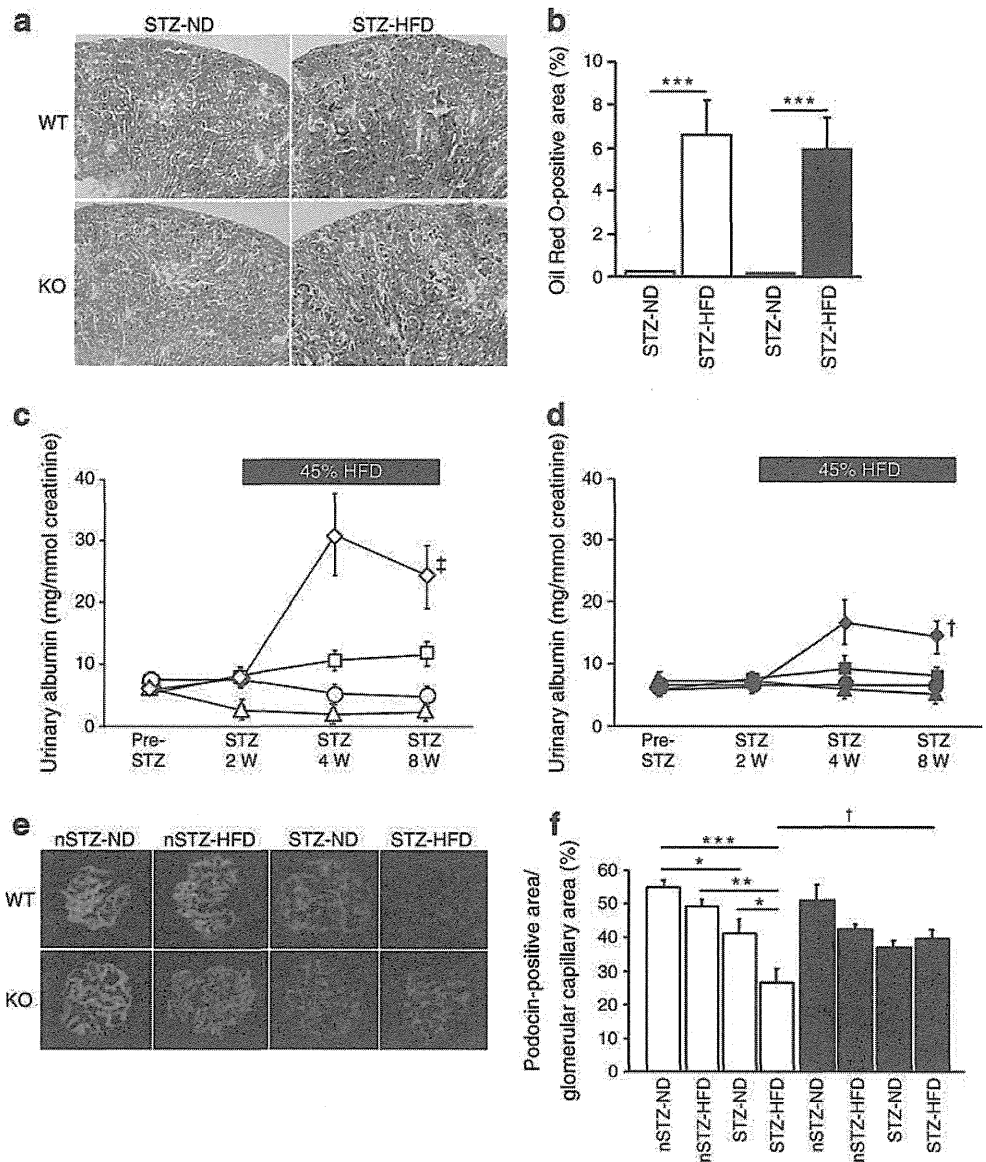 a
STZ-ND
STZ-HFD
WT
KO
b
Oil Red O-positive area (%)
10
8
6
4
2
0
***
***
STZ-ND
STZ-HFD
STZ-ND
STZ-HFD
c
Urinary albumin (mg/mmol creatinine)
45% HFD
40
30
20
10
0
‡
Pre-
STZ
STZ
2 W
STZ
4 W
STZ
8 W
d
Urinary albumin (mg/mmol creatinine)
45% HFD
40
30
20
10
0
†
Pre-
STZ
STZ
2 W
STZ
4 W
STZ
8 W
e
nSTZ-ND
nSTZ-HFD
STZ-ND
STZ-HFD
WT
KO
f
Podocin-positive area/
glomerular capillary area (%)
60
50
40
30
20
10
0
†
***
*
**
*
nSTZ-ND
nSTZ-HFD
STZ-ND
STZ-HFD
nSTZ-ND
nSTZ-HFD
STZ-ND
STZ-HFD